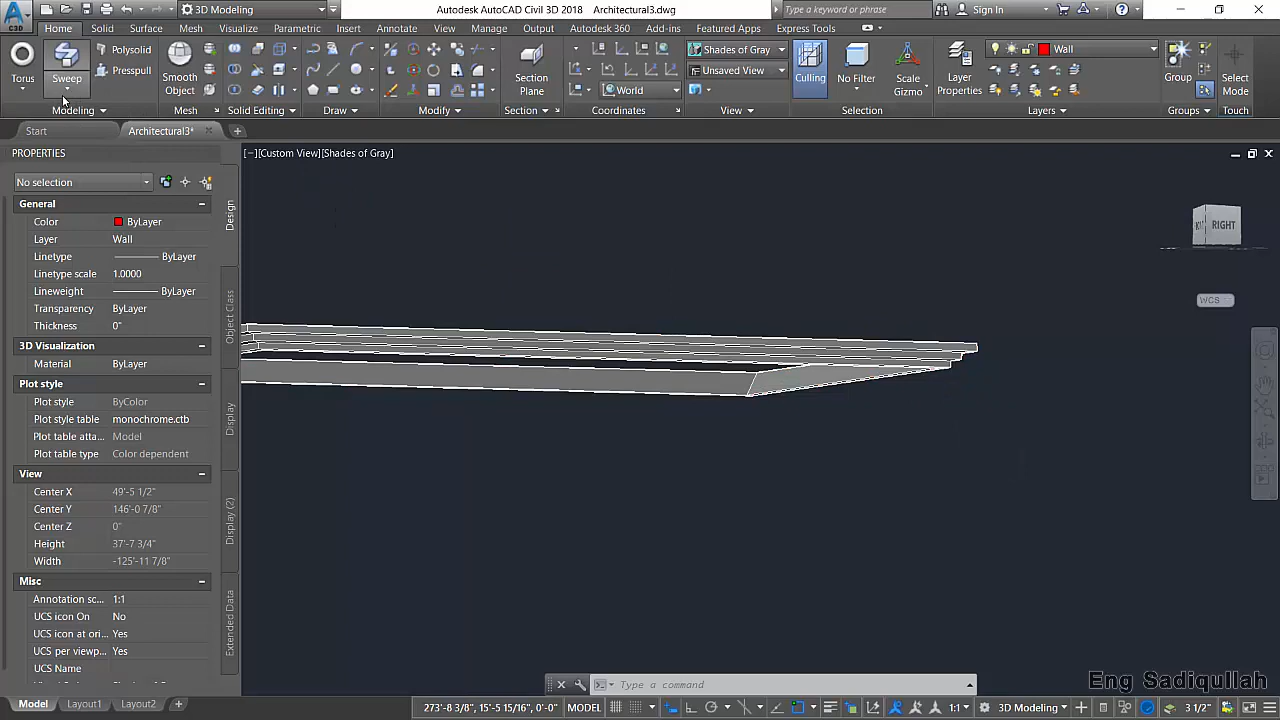 3D Modeling
Autodesk AutoCAD Civil 3D 2018 Architectural3.dwg
Type a keyword or phrase
Sign In
C3D
Home Solid Surface Mesh Visualize Parametric Insert Annotate View Manage Output Autodesk 360 Add-ins Featured Apps Express Tools
Torus
Sweep
Polysolid
Presspull
Smooth Object
Section Plane
World
Shades of Gray
Unsaved View
Culling
No Filter
Scale Gizmo
Layer Properties
Wall
Group
Select Mode
Modeling Mesh Solid Editing Draw Modify Section Coordinates View Selection Layers Groups Touch
Start Architectural3*
PROPERTIES
[−][Custom View][Shades of Gray]
No selection
General
Color ByLayer
Layer Wall
Linetype ByLayer
Linetype scale 1.0000
Lineweight ByLayer
Transparency ByLayer
Thickness 0"
3D Visualization
Material ByLayer
Plot style
Plot style ByColor
Plot style table monochrome.ctb
Plot table atta... Model
Plot table type Color dependent
View
Center X 49'-5 1/2"
Center Y 146'-0 7/8"
Center Z 0"
Height 37'-7 3/4"
Width -125'-11 7/8"
Misc
Annotation sc... 1:1
UCS icon On No
UCS icon at ori... Yes
UCS per viewp... Yes
UCS Name
Design
Object Class
Display
Display (2)
Extended Data
RIGHT
WCS
Type a command
Eng Sadiqullah
Model Layout1 Layout2
273'-8 3/8", 15'-5 15/16", 0'-0" MODEL
1:1
3D Modeling
3 1/2"